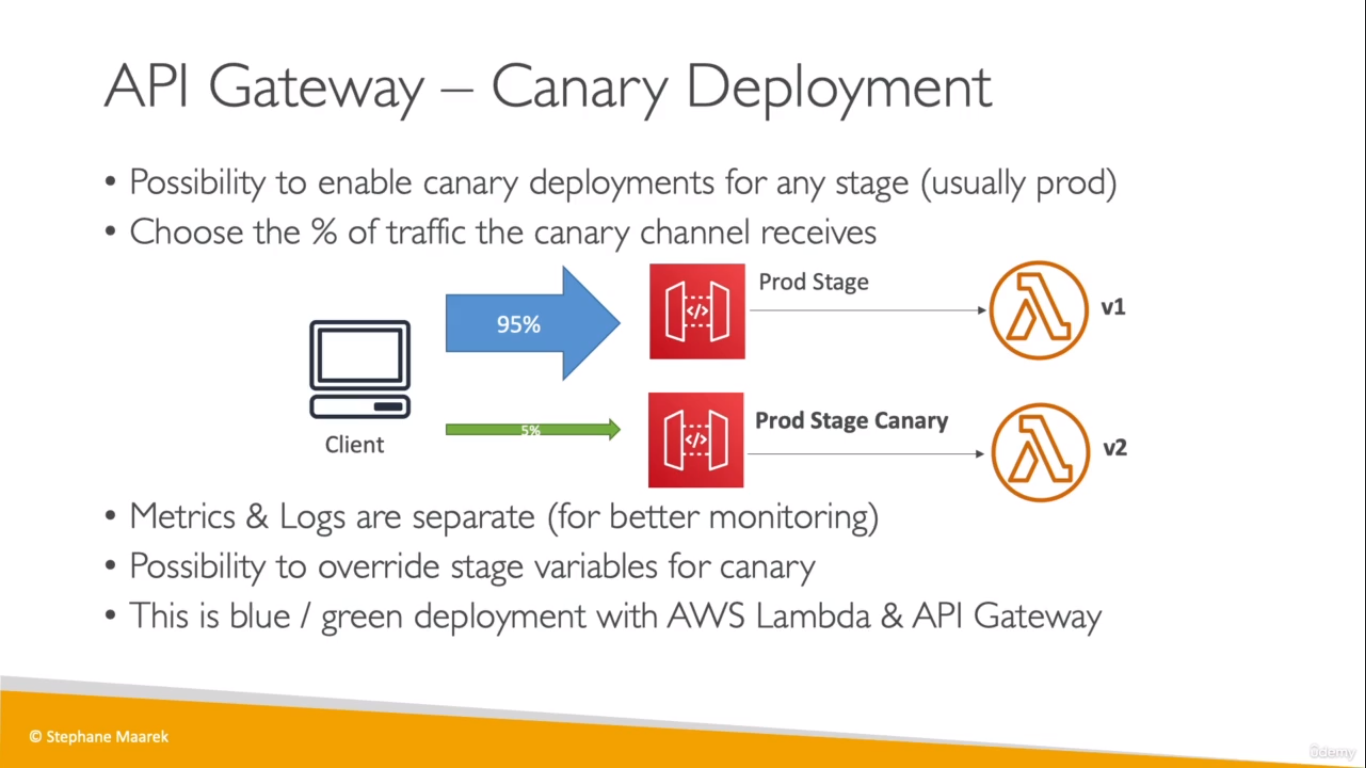 API Gateway – Canary Deployment
• Possibility to enable canary deployments for any stage (usually prod)
• Choose the % of traffic the canary channel receives
95%
</>
Prod Stage
v1
Client
5%
</>
Prod Stage Canary
v2
• Metrics & Logs are separate (for better monitoring)
• Possibility to override stage variables for canary
• This is blue / green deployment with AWS Lambda & API Gateway
© Stephane Maarek
ûdemy